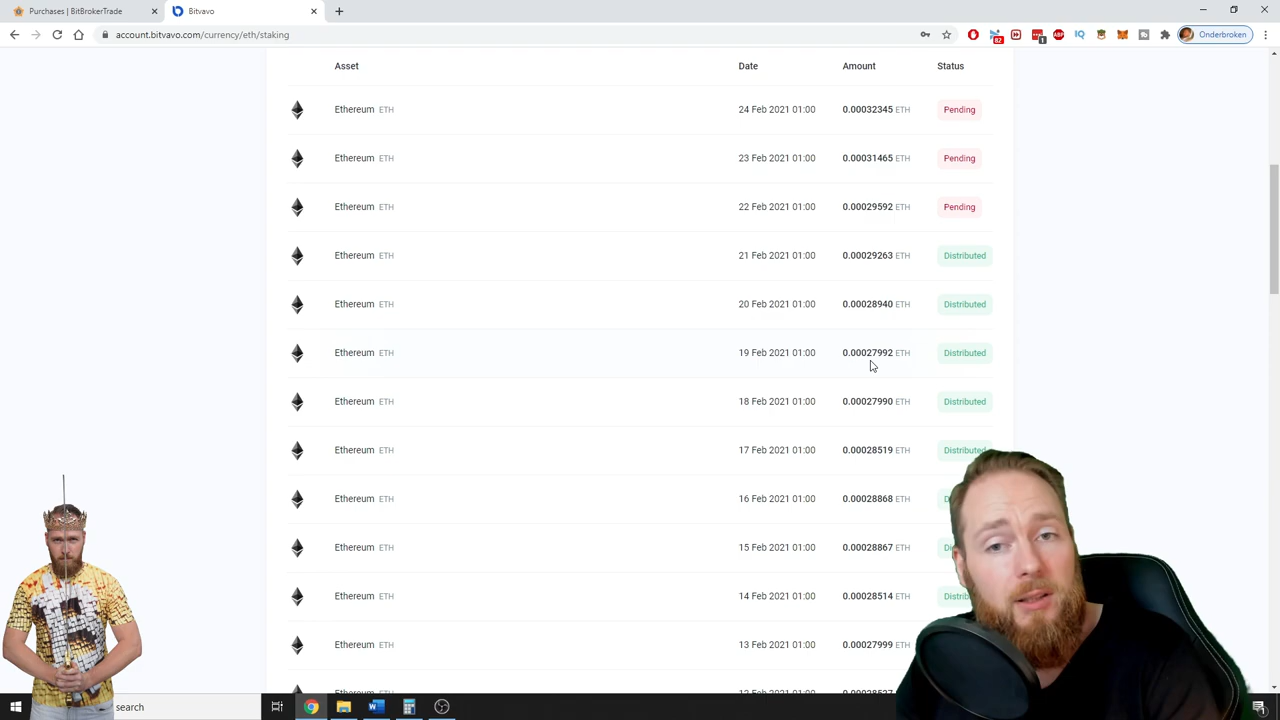 Purchases | BitBrokerTrade
Bitvavo
account.bitvavo.com/currency/eth/staking
82
1
ABP
IQ
Onderbroken
Asset Date Amount Status
Ethereum ETH 24 Feb 2021 01:00 0.00032345 ETH Pending
Ethereum ETH 23 Feb 2021 01:00 0.00031465 ETH Pending
Ethereum ETH 22 Feb 2021 01:00 0.00029592 ETH Pending
Ethereum ETH 21 Feb 2021 01:00 0.00029263 ETH Distributed
Ethereum ETH 20 Feb 2021 01:00 0.00028940 ETH Distributed
Ethereum ETH 19 Feb 2021 01:00 0.00027992 ETH Distributed
Ethereum ETH 18 Feb 2021 01:00 0.00027990 ETH Distributed
Ethereum ETH 17 Feb 2021 01:00 0.00028519 ETH Distributed
Ethereum ETH 16 Feb 2021 01:00 0.00028868 ETH
Ethereum ETH 15 Feb 2021 01:00 0.00028867 ETH
Ethereum ETH 14 Feb 2021 01:00 0.00028514 ETH Distrib
Ethereum ETH 13 Feb 2021 01:00 0.00027999 ETH
search